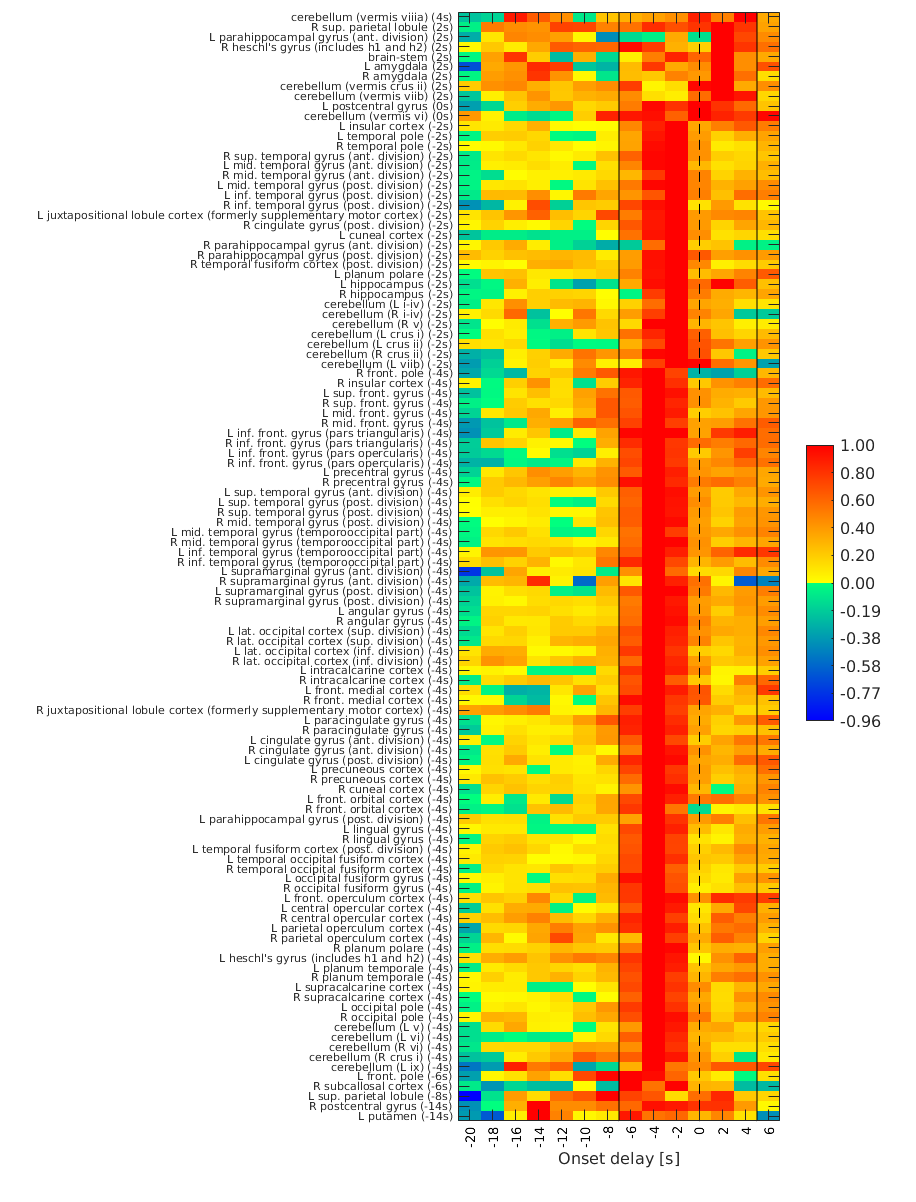 cerebellum (vermis viiia) (4s)
R sup. parietal lobule (2s)
L parahippocampal gyrus (ant. division) (2s)
R heschl's gyrus (includes h1 and h2) (2s)
brain-stem (2s)
L amygdala (2s)
R amygdala (2s)
cerebellum (vermis crus ii) (2s)
cerebellum (vermis viib) (2s)
L postcentral gyrus (0s)
cerebellum (vermis vi) (0s)
L insular cortex (-2s)
L temporal pole (-2s)
R temporal pole (-2s)
R sup. temporal gyrus (ant. division) (-2s)
L mid. temporal gyrus (ant. division) (-2s)
R mid. temporal gyrus (ant. division) (-2s)
L mid. temporal gyrus (post. division) (-2s)
L inf. temporal gyrus (post. division) (-2s)
R inf. temporal gyrus (post. division) (-2s)
L juxtapositional lobule cortex (formerly supplementary motor cortex) (-2s)
R cingulate gyrus (post. division) (-2s)
L cuneal cortex (-2s)
R parahippocampal gyrus (ant. division) (-2s)
R parahippocampal gyrus (post. division) (-2s)
R temporal fusiform cortex (post. division) (-2s)
L planum polare (-2s)
L hippocampus (-2s)
R hippocampus (-2s)
cerebellum (L i-iv) (-2s)
cerebellum (R i-iv) (-2s)
cerebellum (R v) (-2s)
cerebellum (L crus i) (-2s)
cerebellum (L crus ii) (-2s)
cerebellum (R crus ii) (-2s)
cerebellum (L viib) (-2s)
R front. pole (-4s)
R insular cortex (-4s)
L sup. front. gyrus (-4s)
R sup. front. gyrus (-4s)
L mid. front. gyrus (-4s)
R mid. front. gyrus (-4s)
L inf. front. gyrus (pars triangularis) (-4s)
R inf. front. gyrus (pars triangularis) (-4s)
L inf. front. gyrus (pars opercularis) (-4s)
R inf. front. gyrus (pars opercularis) (-4s)
L precentral gyrus (-4s)
R precentral gyrus (-4s)
L sup. temporal gyrus (ant. division) (-4s)
L sup. temporal gyrus (post. division) (-4s)
R sup. temporal gyrus (post. division) (-4s)
R mid. temporal gyrus (post. division) (-4s)
L mid. temporal gyrus (temporooccipital part) (-4s)
R mid. temporal gyrus (temporooccipital part) (-4s)
L inf. temporal gyrus (temporooccipital part) (-4s)
R inf. temporal gyrus (temporooccipital part) (-4s)
L supramarginal gyrus (ant. division) (-4s)
R supramarginal gyrus (ant. division) (-4s)
L supramarginal gyrus (post. division) (-4s)
R supramarginal gyrus (post. division) (-4s)
L angular gyrus (-4s)
R angular gyrus (-4s)
L lat. occipital cortex (sup. division) (-4s)
R lat. occipital cortex (sup. division) (-4s)
L lat. occipital cortex (inf. division) (-4s)
R lat. occipital cortex (inf. division) (-4s)
L intracalcarine cortex (-4s)
R intracalcarine cortex (-4s)
L front. medial cortex (-4s)
R front. medial cortex (-4s)
R juxtapositional lobule cortex (formerly supplementary motor cortex) (-4s)
L paracingulate gyrus (-4s)
R paracingulate gyrus (-4s)
L cingulate gyrus (ant. division) (-4s)
R cingulate gyrus (ant. division) (-4s)
L cingulate gyrus (post. division) (-4s)
L precuneous cortex (-4s)
R precuneous cortex (-4s)
R cuneal cortex (-4s)
L front. orbital cortex (-4s)
R front. orbital cortex (-4s)
L parahippocampal gyrus (post. division) (-4s)
L lingual gyrus (-4s)
R lingual gyrus (-4s)
L temporal fusiform cortex (post. division) (-4s)
L temporal occipital fusiform cortex (-4s)
R temporal occipital fusiform cortex (-4s)
L occipital fusiform gyrus (-4s)
R occipital fusiform gyrus (-4s)
L front. operculum cortex (-4s)
L central opercular cortex (-4s)
R central opercular cortex (-4s)
L parietal operculum cortex (-4s)
R parietal operculum cortex (-4s)
R planum polare (-4s)
L heschl's gyrus (includes h1 and h2) (-4s)
L planum temporale (-4s)
R planum temporale (-4s)
L supracalcarine cortex (-4s)
R supracalcarine cortex (-4s)
L occipital pole (-4s)
R occipital pole (-4s)
cerebellum (L v) (-4s)
cerebellum (L vi) (-4s)
cerebellum (R vi) (-4s)
cerebellum (R crus i) (-4s)
cerebellum (L ix) (-4s)
L front. pole (-6s)
R subcallosal cortex (-6s)
L sup. parietal lobule (-8s)
R postcentral gyrus (-14s)
L putamen (-14s)
-20 -18 -16 -14 -12 -10 -8 -6 -4 -2 0 2 4 6
Onset delay [s]
1.00
0.80
0.60
0.40
0.20
0.00
-0.19
-0.38
-0.58
-0.77
-0.96